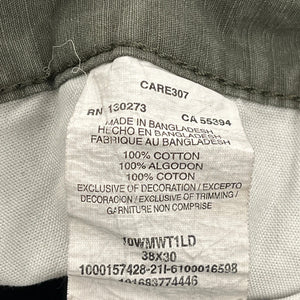 CARE307
RN 130273 CA 55394
MADE IN BANGLADESH
HECHO EN BANGLADESH
FABRIQUE AU BANGLADESH
100% COTTON
100% ALGODON
100% COTON
EXCLUSIVE OF DECORATION / EXCEPTO
DECORACION / EXCLUSIVE OF TRIMMING /
GARNITURE NON COMPRISE
10WMWT1LD
38X30
1000157428-21I-6100016598
101683774446